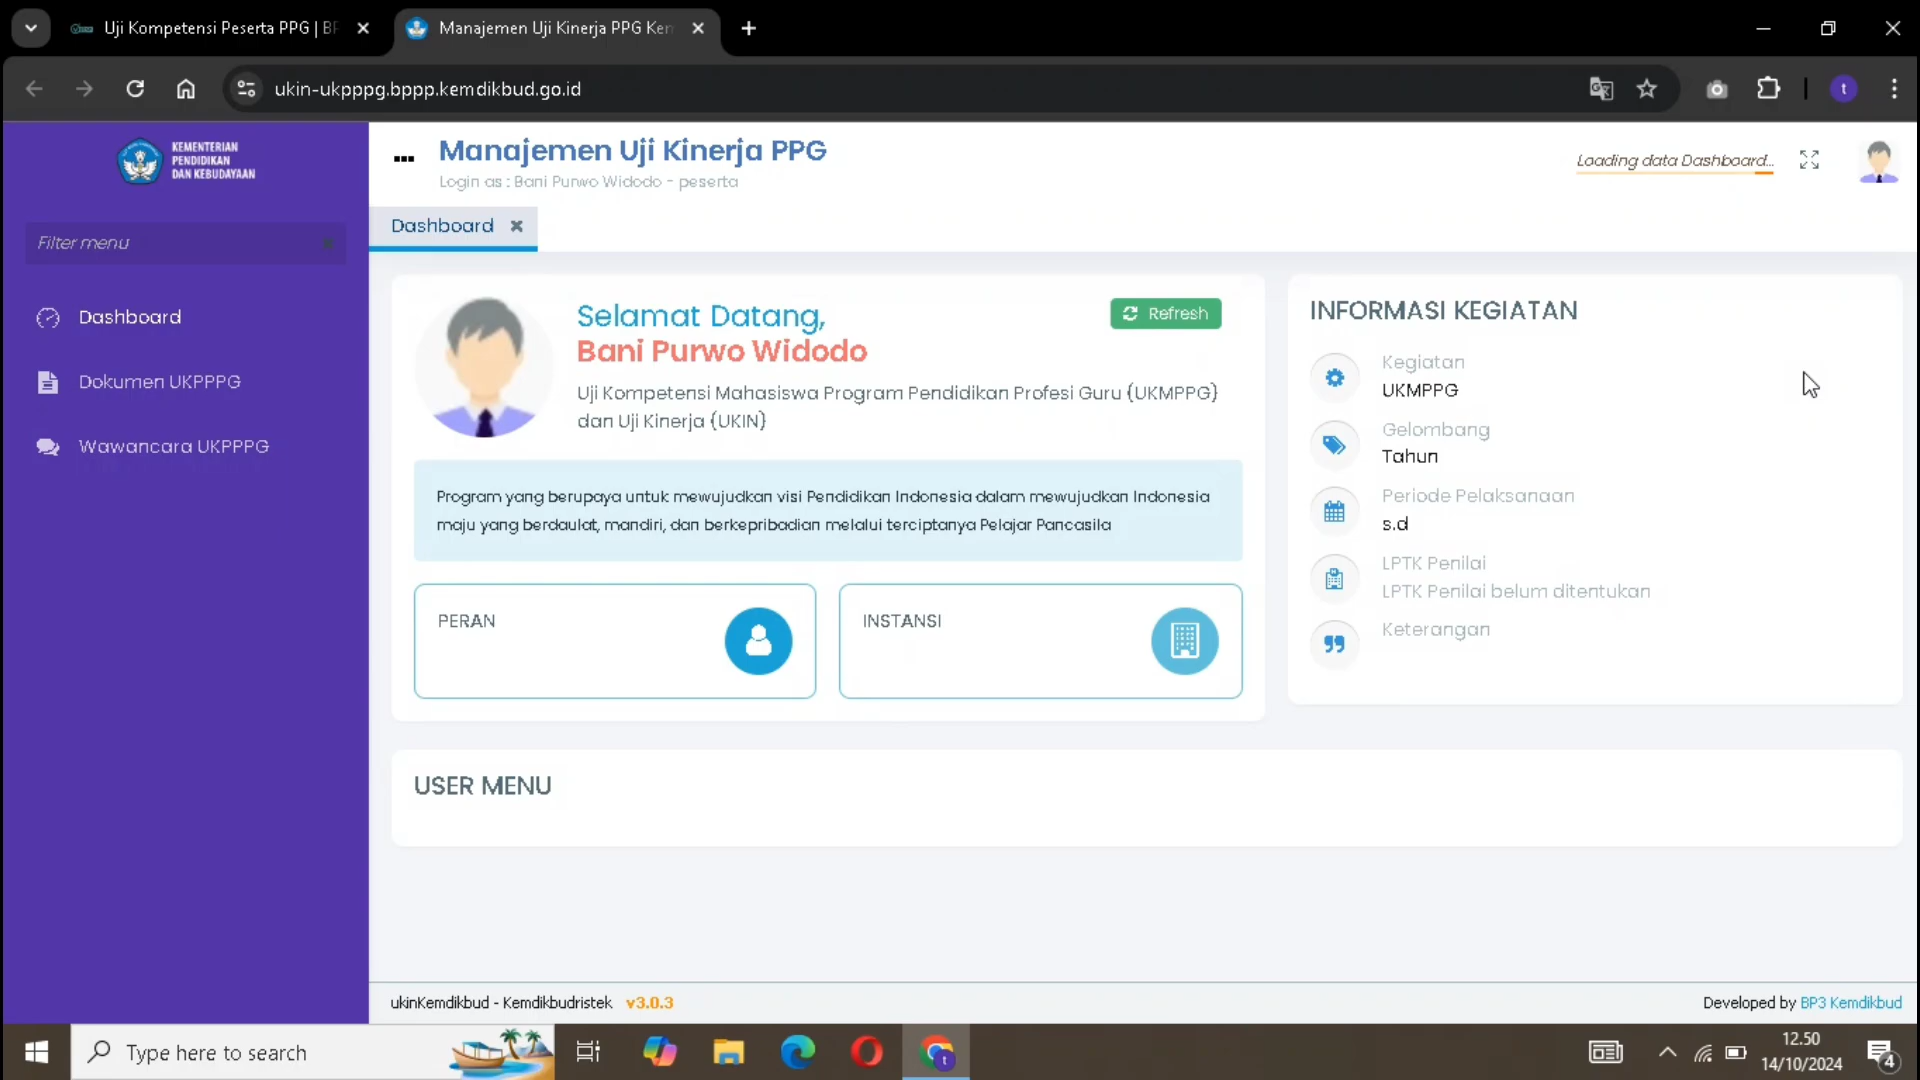 Uji Kompetensi Peserta PPG | BP
Manajemen Uji Kinerja PPG Kem
ukin-ukpppg.bppp.kemdikbud.go.id
t
KEMENTERIAN
PENDIDIKAN
DAN KEBUDAYAAN
Filter menu
Dashboard
Dokumen UKPPPG
Wawancara UKPPPG
Manajemen Uji Kinerja PPG
Login as : Bani Purwo Widodo - peserta
Loading data Dashboard...
Dashboard
Selamat Datang,
Bani Purwo Widodo
Refresh
Uji Kompetensi Mahasiswa Program Pendidikan Profesi Guru (UKMPPG)
dan Uji Kinerja (UKIN)
Program yang berupaya untuk mewujudkan visi Pendidikan Indonesia dalam mewujudkan Indonesia
maju yang berdaulat, mandiri, dan berkepribadian melalui terciptanya Pelajar Pancasila
PERAN
INSTANSI
INFORMASI KEGIATAN
Kegiatan
UKMPPG
Gelombang
Tahun
Periode Pelaksanaan
s.d
LPTK Penilai
LPTK Penilai belum ditentukan
Keterangan
USER MENU
ukinKemdikbud - Kemdikbudristek v3.0.3
Developed by BP3 Kemdikbud
Type here to search
t
12.50
14/10/2024
4